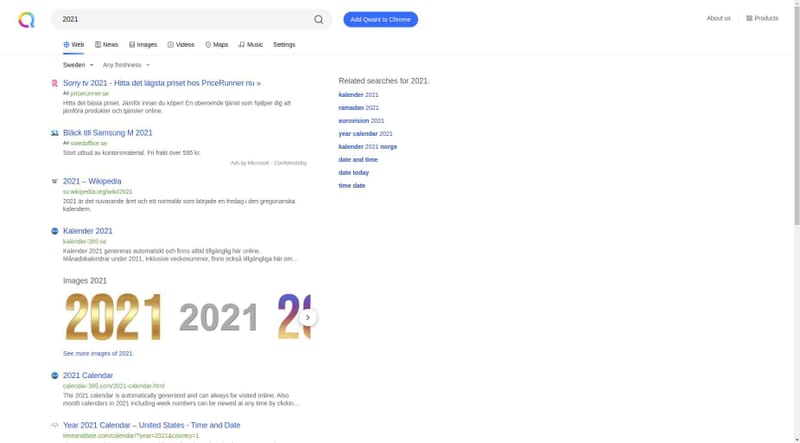 2021
Add Qwant to Chrome
About us
Products
Web
News
Images
Videos
Maps
Music
Settings
Sweden
Any freshness
Sony tv 2021 - Hitta det lägsta priset hos PriceRunner nu »
Ad pricerunner.se
Hitta det bästa priset. Jämför innan du köper! En oberoende tjänst som hjälper dig att
jämföra produkter och tjänster online.
Bläck till Samsung M 2021
Ad swedoffice.se
Stort utbud av kontorsmaterial. Fri frakt över 595 kr.
Ads by Microsoft - Confidentiality
2021 – Wikipedia
sv.wikipedia.org/wiki/2021
2021 är det nuvarande året och ett normalår som började en fredag i den gregorianska
kalendern.
Kalender 2021
kalender-365.se
Kalender 2021 genereras automatiskt och finns alltid tillgänglig här online.
Månadskalendrar under 2021, inklusive veckonummer, finns också tillgängliga här om...
Images 2021
2021
2021
20
See more images of 2021.
2021 Calendar
calendar-365.com/2021-calendar.html
The 2021 calendar is automatically generated and can always be visited online. Also
month calendars in 2021 including week numbers can be viewed at any time by clickin...
Year 2021 Calendar – United States - Time and Date
timeanddate.com/calendar/?year=2021&country=1
Related searches for 2021.
kalender 2021
ramadan 2021
eurovision 2021
year calendar 2021
kalender 2021 norge
date and time
date today
time date